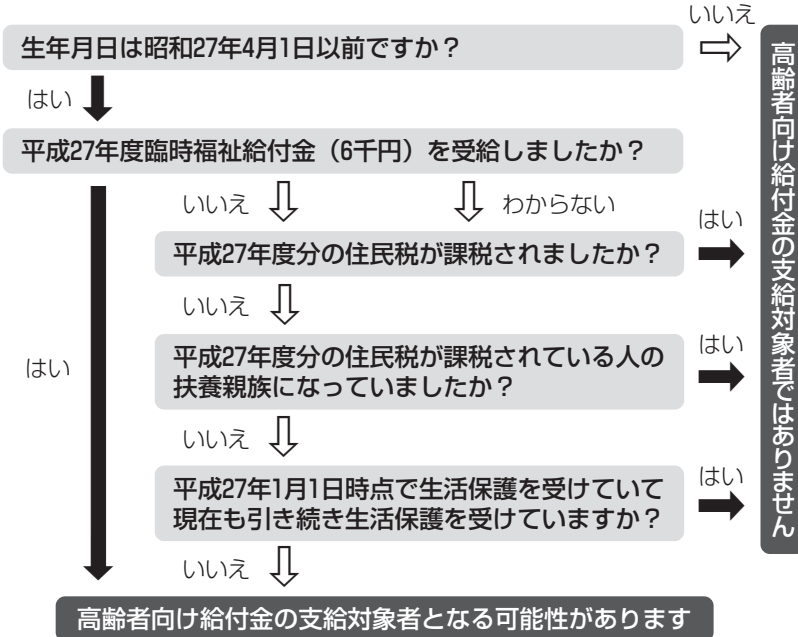 生年月日は昭和27年4月1日以前ですか？
いいえ
はい
平成27年度臨時福祉給付金（6千円）を受給しましたか？
いいえ
わからない
平成27年度分の住民税が課税されましたか？
はい
いいえ
平成27年度分の住民税が課税されている人の
扶養親族になっていましたか？
はい
はい
いいえ
平成27年1月1日時点で生活保護を受けていて
現在も引き続き生活保護を受けていますか？
はい
いいえ
高齢者向け給付金の支給対象者となる可能性があります
高齢者向け給付金の支給対象者ではありません